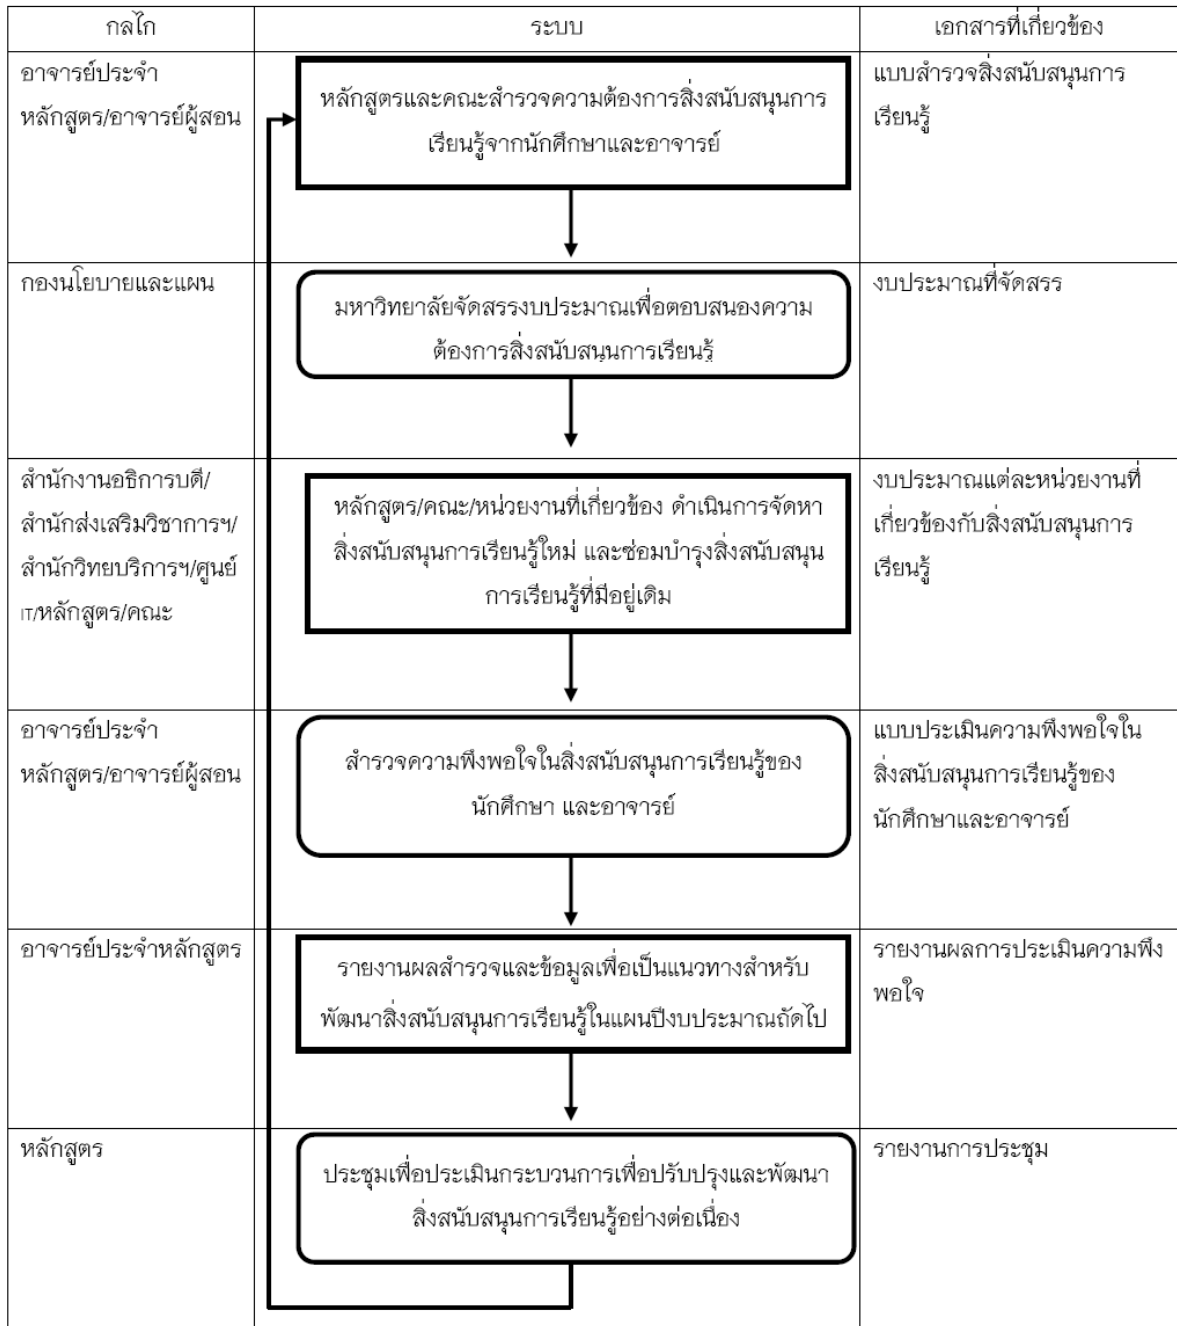 กลไก
ระบบ
เอกสารที่เกี่ยวข้อง
อาจารย์ประจำ
หลักสูตร/อาจารย์ผู้สอน
หลักสูตรและคณะสำรวจความต้องการสิ่งสนับสนุนการ
เรียนรู้จากนักศึกษาและอาจารย์
แบบสำรวจสิ่งสนับสนุนการ
เรียนรู้
กองนโยบายและแผน
มหาวิทยาลัยจัดสรรงบประมาณเพื่อตอบสนองความ
ต้องการสิ่งสนับสนุนการเรียนรู้
งบประมาณที่จัดสรร
สำนักงานอธิการบดี/
สำนักส่งเสริมวิชาการฯ/
สำนักวิทยบริการฯ/ศูนย์
IT/หลักสูตร/คณะ
หลักสูตร/คณะ/หน่วยงานที่เกี่ยวข้อง ดำเนินการจัดหา
สิ่งสนับสนุนการเรียนรู้ใหม่ และซ่อมบำรุงสิ่งสนับสนุน
การเรียนรู้ที่มีอยู่เดิม
งบประมาณแต่ละหน่วยงานที่
เกี่ยวข้องกับสิ่งสนับสนุนการ
เรียนรู้
อาจารย์ประจำ
หลักสูตร/อาจารย์ผู้สอน
สำรวจความพึงพอใจในสิ่งสนับสนุนการเรียนรู้ของ
นักศึกษา และอาจารย์
แบบประเมินความพึงพอใจใน
สิ่งสนับสนุนการเรียนรู้ของ
นักศึกษาและอาจารย์
อาจารย์ประจำหลักสูตร
รายงานผลสำรวจและข้อมูลเพื่อเป็นแนวทางสำหรับ
พัฒนาสิ่งสนับสนุนการเรียนรู้ในแผนปีงบประมาณถัดไป
รายงานผลการประเมินความพึง
พอใจ
หลักสูตร
ประชุมเพื่อประเมินกระบวนการเพื่อปรับปรุงและพัฒนา
สิ่งสนับสนุนการเรียนรู้อย่างต่อเนื่อง
รายงานการประชุม